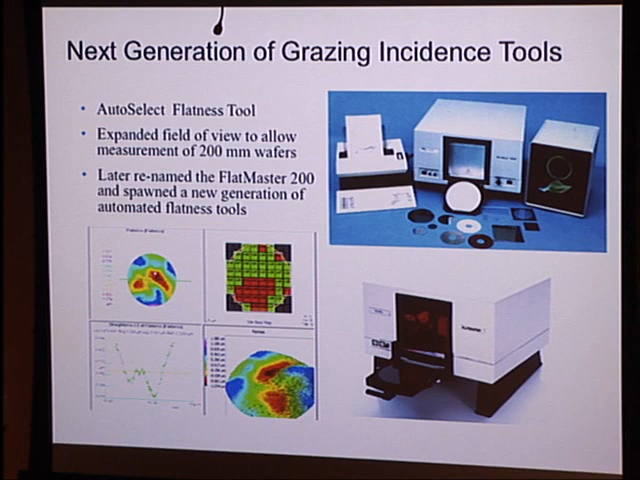 Next Generation of Grazing Incidence Tools
• AutoSelect Flatness Tool
• Expanded field of view to allow
measurement of 200 mm wafers
• Later re-named the FlatMaster 200
and spawned a new generation of
automated flatness tools